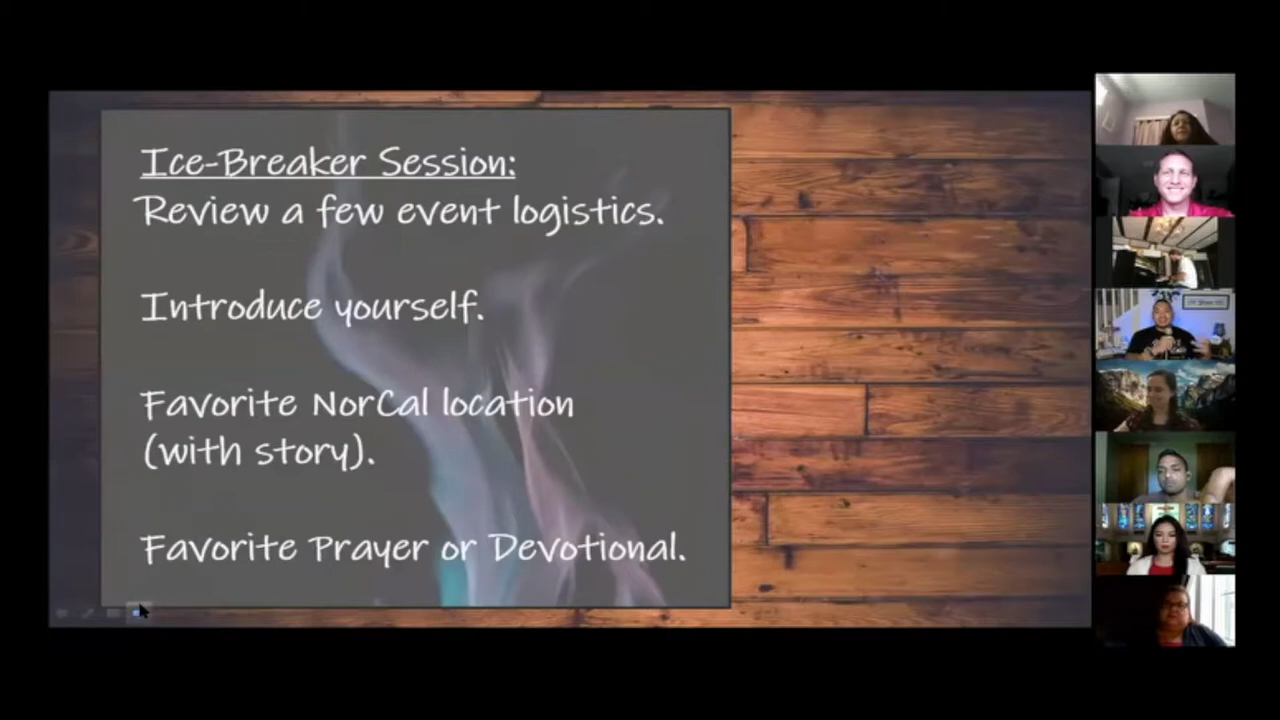 Ice-Breaker Session:
Review a few event logistics.
Introduce yourself.
Favorite NorCal location
(with story).
Favorite Prayer or Devotional.